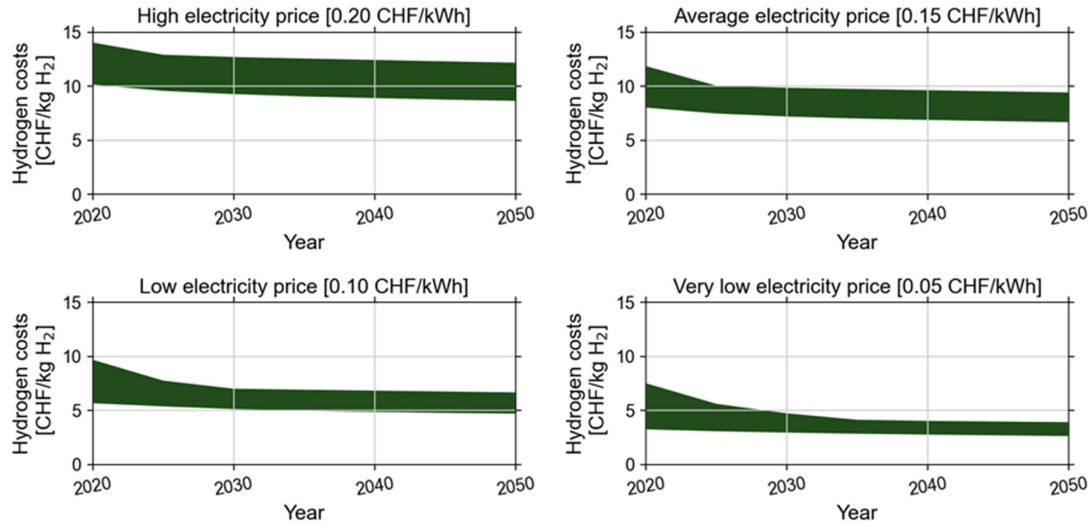 High electricity price [0.20 CHF/kWh]
15
10
5
0
Hydrogen costs
[CHF/kg H₂]
2020
2030
2040
2050
Year
Average electricity price [0.15 CHF/kWh]
15
10
5
0
Hydrogen costs
[CHF/kg H₂]
2020
2030
2040
2050
Year
Low electricity price [0.10 CHF/kWh]
15
10
5
0
Hydrogen costs
[CHF/kg H₂]
2020
2030
2040
2050
Year
Very low electricity price [0.05 CHF/kWh]
15
10
5
0
Hydrogen costs
[CHF/kg H₂]
2020
2030
2040
2050
Year